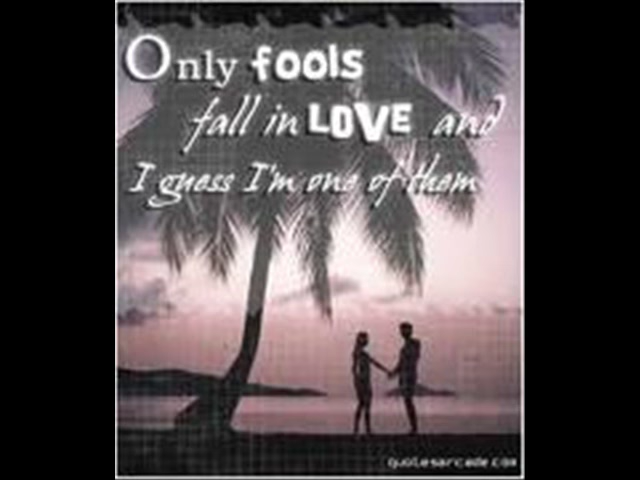 Only fools
fall in LOVE and
I guess I'm one of them
quotesarcade.com